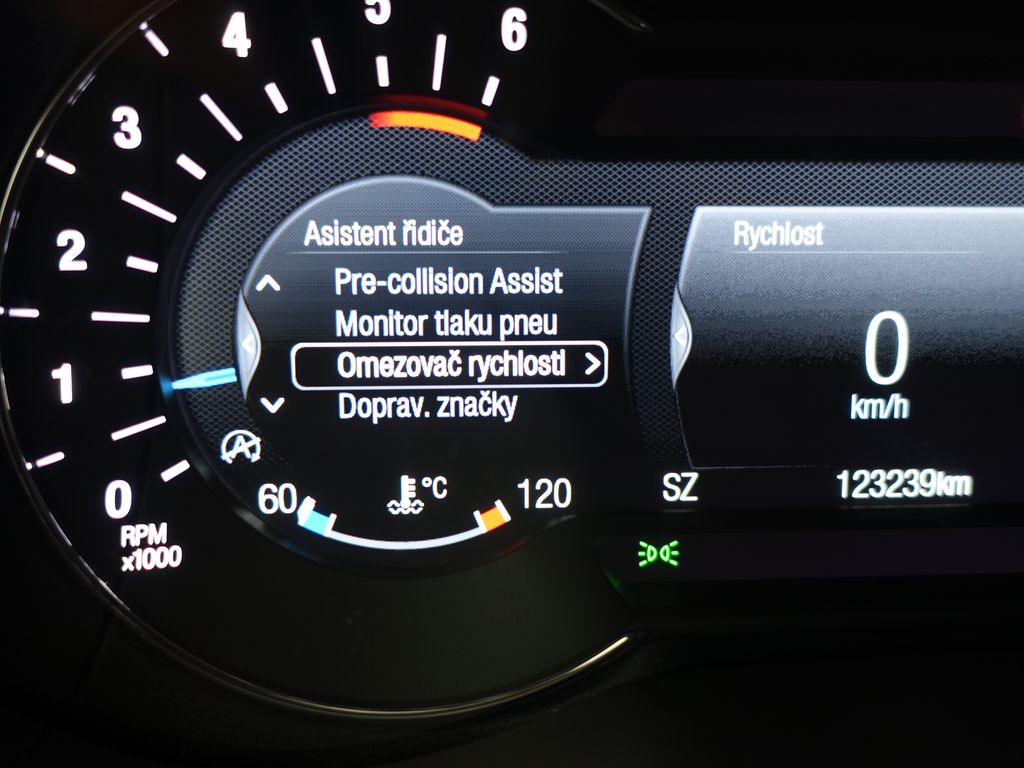 5
6
4
3
2
1
0
RPM
x1000
Asistent řidiče
Pre-collision Assist
Monitor tlaku pneu
Omezovač rychlosti
Doprav. značky
A
60
°C
120
Rychlost
0
km/h
SZ
123239km